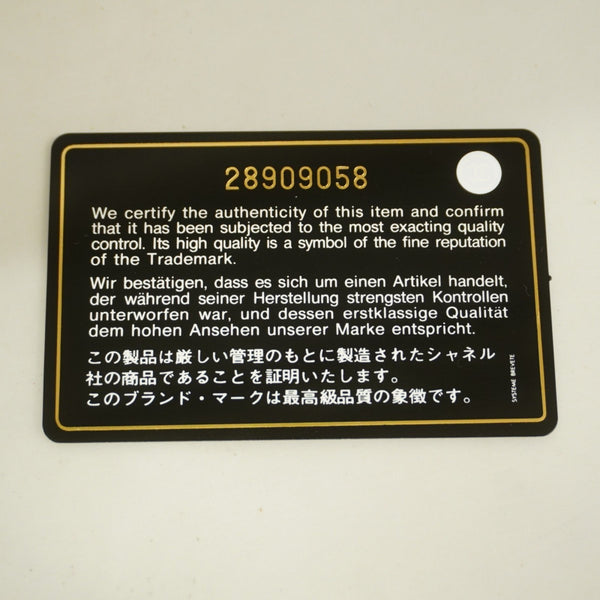 28909058
We certify the authenticity of this item and confirm
that it has been subjected to the most exacting quality
control. Its high quality is a symbol of the fine reputation
of the Trademark.
Wir bestätigen, dass es sich um einen Artikel handelt,
der während seiner Herstellung strengsten Kontrollen
unterworfen war, und dessen erstklassige Qualität
dem hohen Ansehen unserer Marke entspricht.
この製品は厳しい管理のもとに製造されたシャネル
社の商品であることを証明いたします。
このブランド・マークは最高級品質の象徴です。
SYSTEME BREVETE